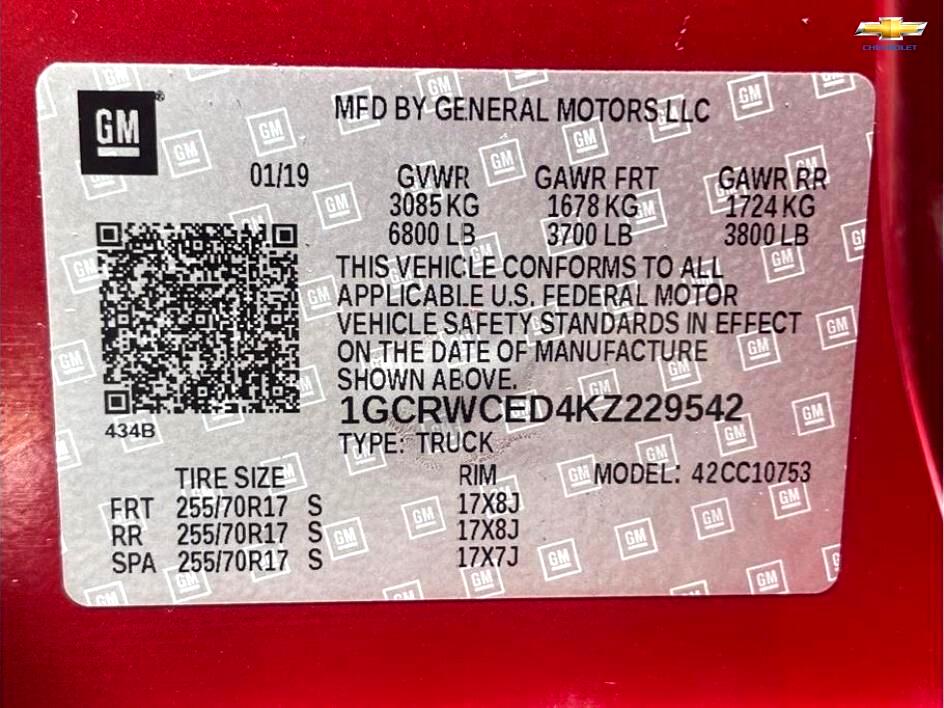 CHEVROLET
GM®
MFD BY GENERAL MOTORS LLC
01/19 GVWR GAWR FRT GAWR RR
3085 KG 1678 KG 1724 KG
6800 LB 3700 LB 3800 LB
THIS VEHICLE CONFORMS TO ALL
APPLICABLE U.S. FEDERAL MOTOR
VEHICLE SAFETY STANDARDS IN EFFECT
ON THE DATE OF MANUFACTURE
SHOWN ABOVE.
1GCRWCED4KZ229542
434B
TYPE: TRUCK
TIRE SIZE RIM MODEL: 42CC10753
FRT 255/70R17 S 17X8J
RR 255/70R17 S 17X8J
SPA 255/70R17 S 17X7J